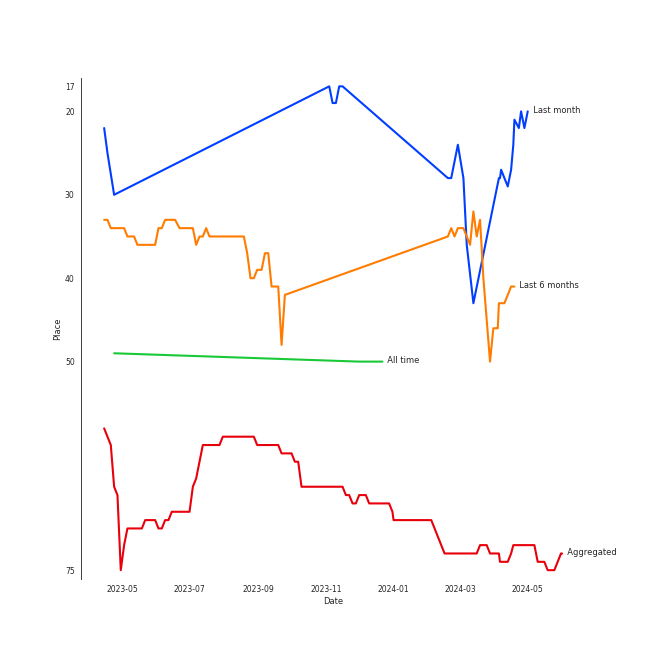 17
20
Last month
30
40
Last 6 months
Place
50
All time
75
Aggregated
2023-05 2023-07 2023-09 2023-11 2024-01 2024-03 2024-05
Date